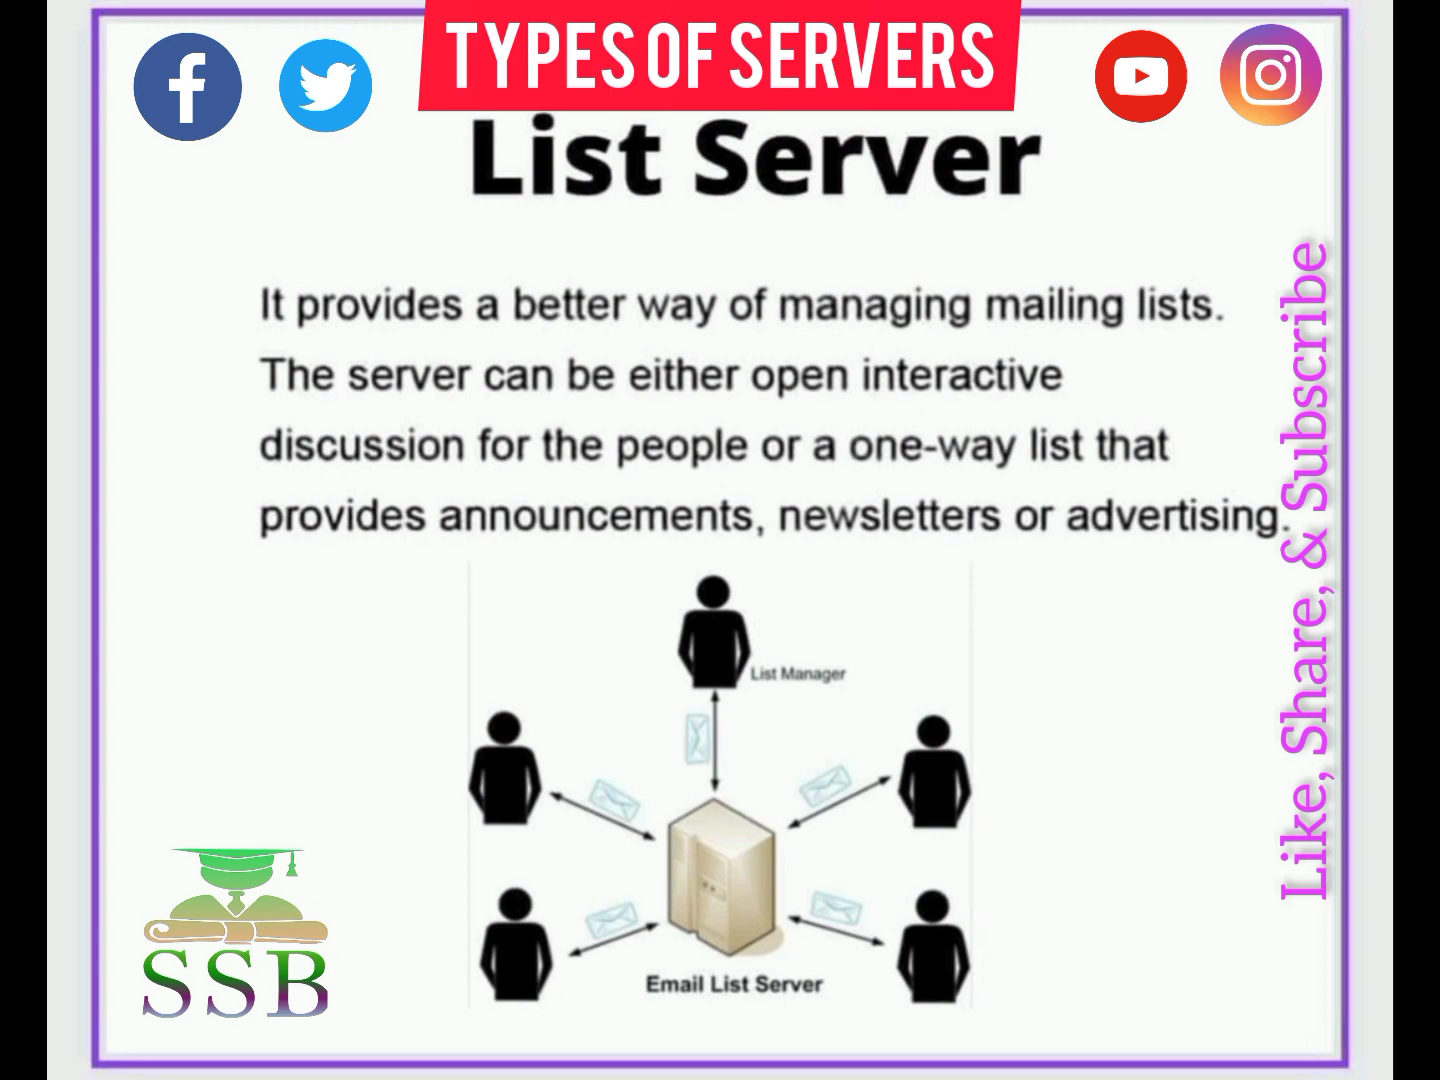 TYPES OF SERVERS
List Server
It provides a better way of managing mailing lists.
The server can be either open interactive
discussion for the people or a one-way list that
provides announcements, newsletters or advertising.
Like, Share, & Subscribe
List Manager
Email List Server
SSB